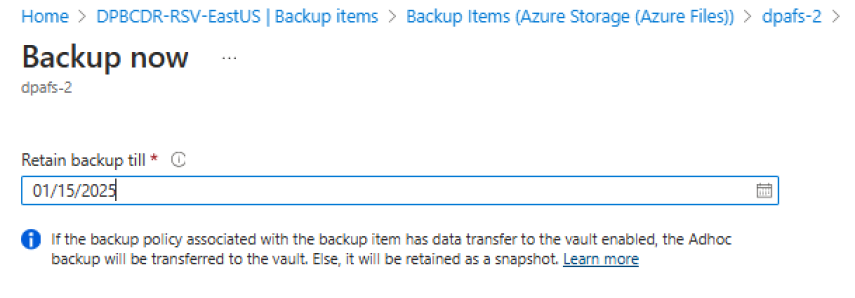 Home > DPBCDR-RSV-EastUS | Backup items > Backup Items (Azure Storage (Azure Files)) > dpafs-2 >
Backup now ...
dpafs-2
Retain backup till *
01/15/2025
If the backup policy associated with the backup item has data transfer to the vault enabled, the Adhoc
backup will be transferred to the vault. Else, it will be retained as a snapshot. Learn more